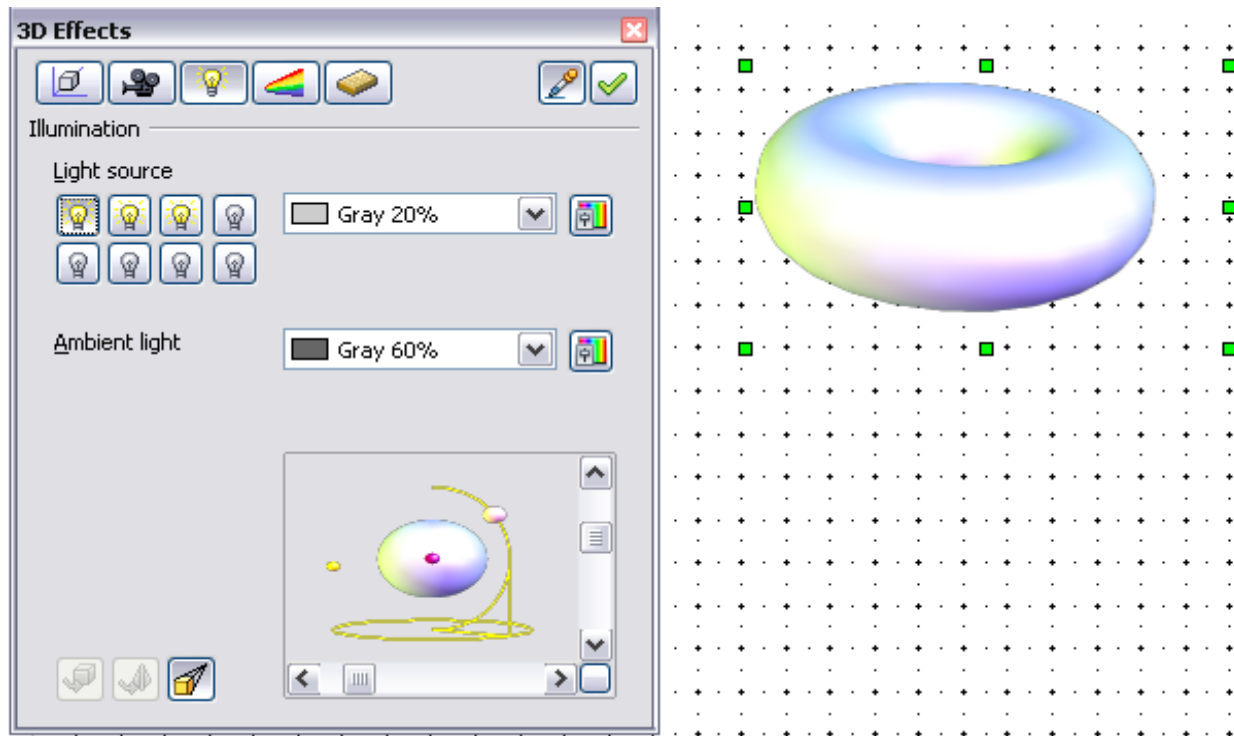 3D Effects
Illumination
Light source
Gray 20%
Ambient light
Gray 60%